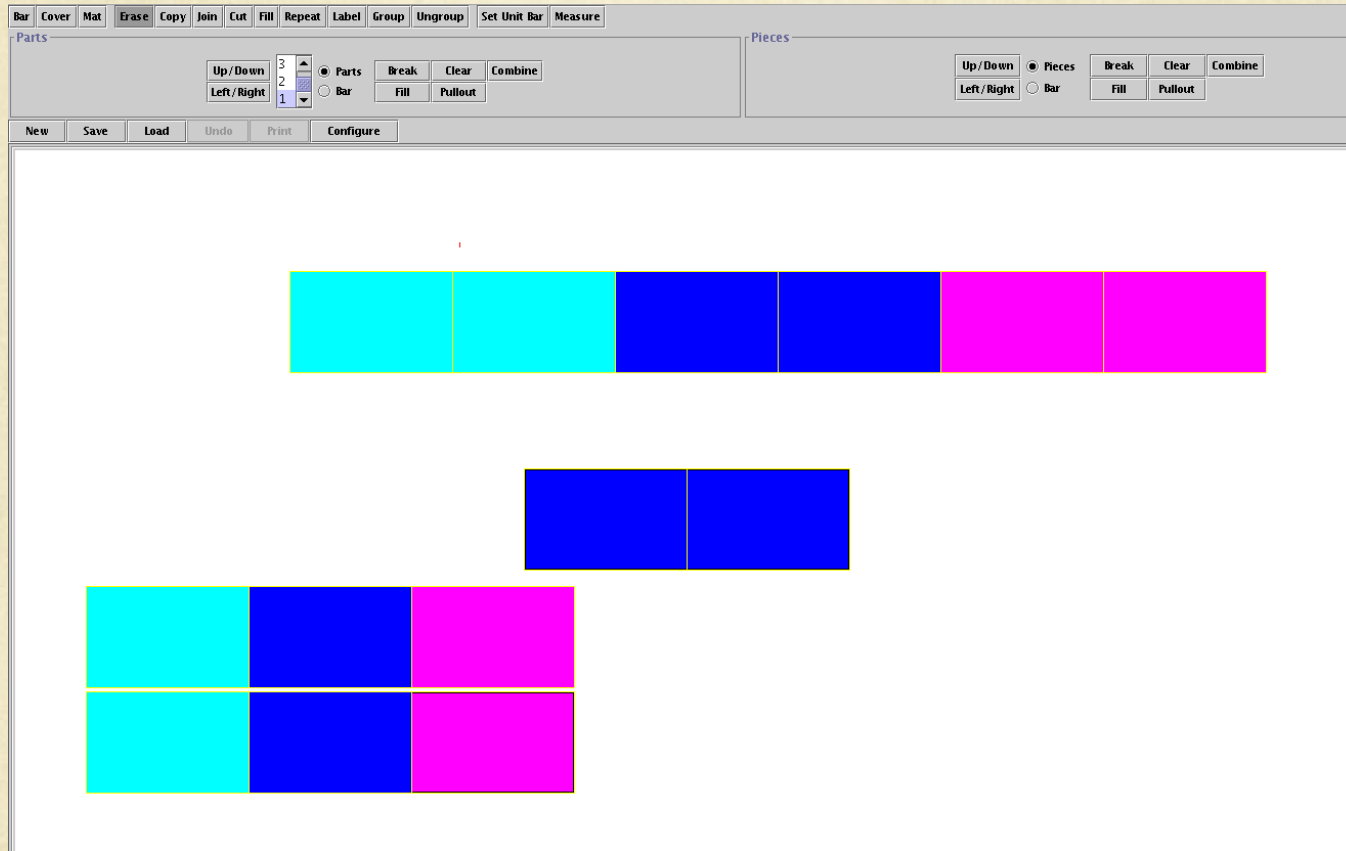 Bar Cover Mat Erase Copy Join Cut Fill Repeat Label Group Ungroup Set Unit Bar Measure
Parts
Up/Down
Left/Right
3
2
1
Parts
Bar
Break Clear Combine
Fill Pullout
Pieces
Up/Down
Left/Right
Pieces
Bar
Break Clear Combine
Fill Pullout
New Save Load Undo Print Configure